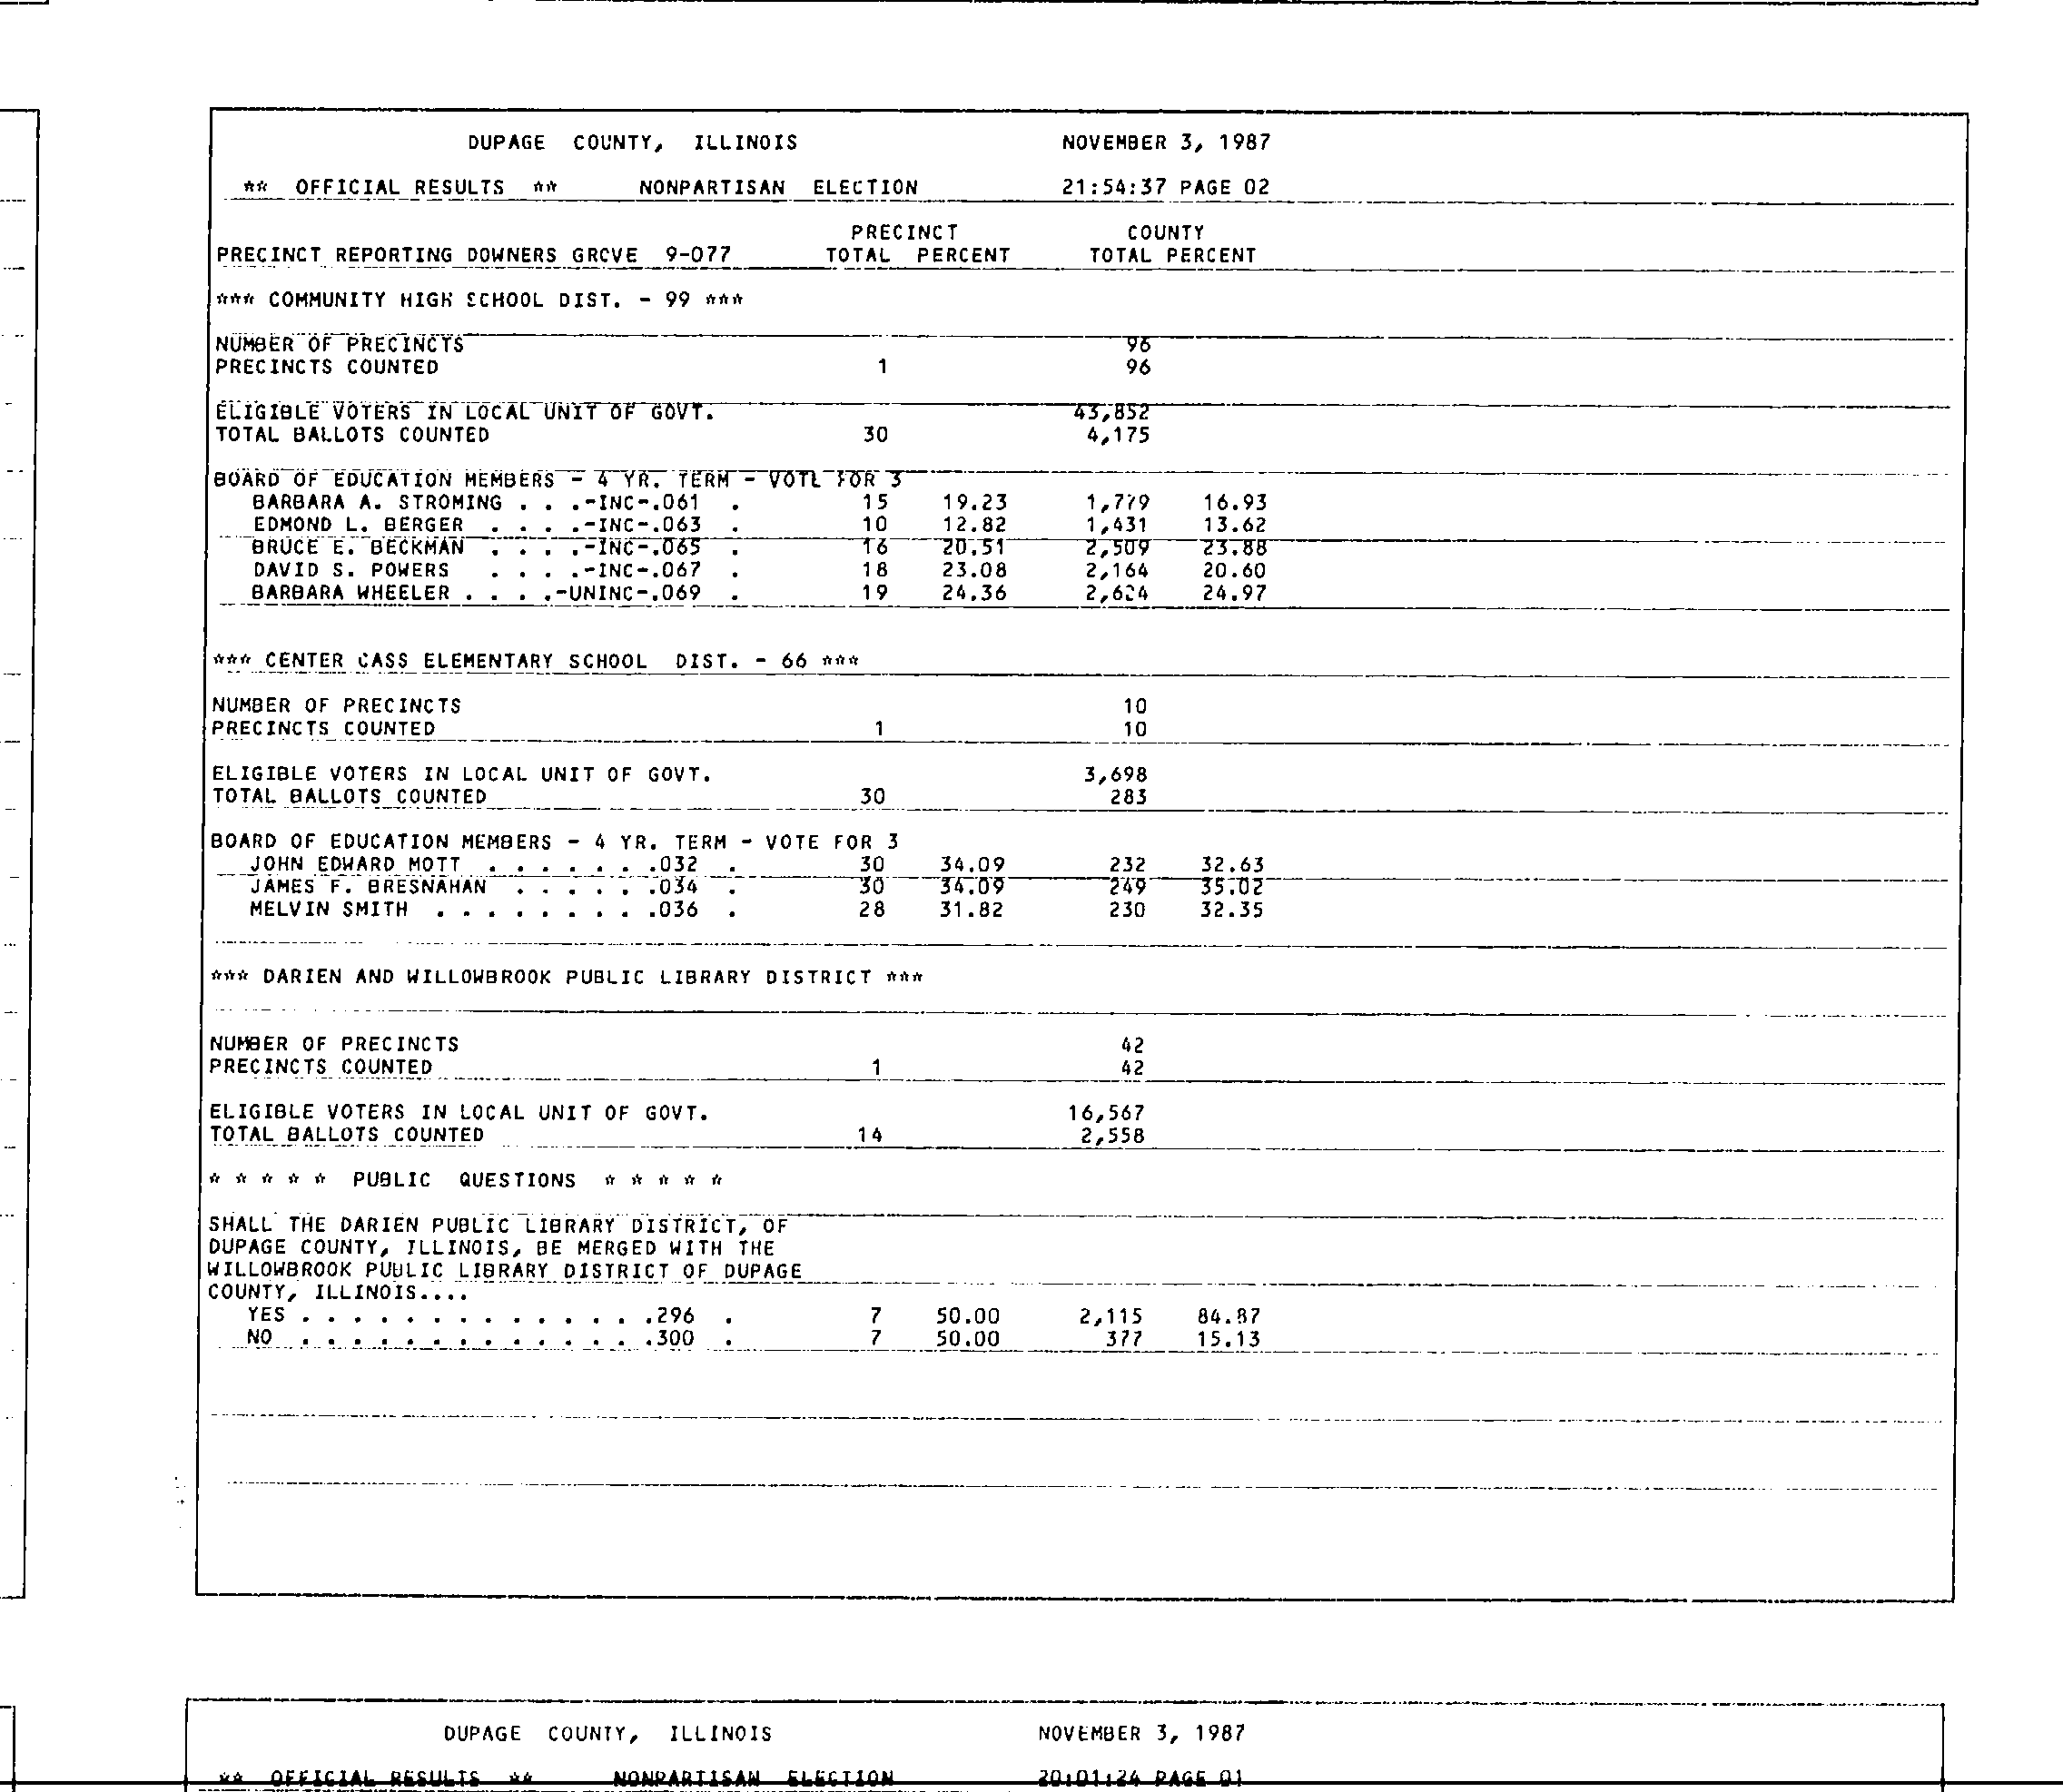 DUPAGE COUNTY, ILLINOIS NOVEMBER 3, 1987
** OFFICIAL RESULTS ** NONPARTISAN ELECTION 21:54:37 PAGE 02
PRECINCT COUNTY
PRECINCT REPORTING DOWNERS GROVE 9-077 TOTAL PERCENT TOTAL PERCENT
*** COMMUNITY HIGH SCHOOL DIST. - 99 ***
NUMBER OF PRECINCTS 96
PRECINCTS COUNTED 1 96
ELIGIBLE VOTERS IN LOCAL UNIT OF GOVT. 43,852
TOTAL BALLOTS COUNTED 30 4,175
BOARD OF EDUCATION MEMBERS - 4 YR. TERM - VOTE FOR 3
BARBARA A. STROMING . . .-INC-.061 . 15 19.23 1,779 16.93
EDMOND L. BERGER . . . .-INC-.063 . 10 12.82 1,431 13.62
BRUCE E. BECKMAN . . . .-INC-.065 . 16 20.51 2,509 23.88
DAVID S. POWERS . . . .-INC-.067 . 18 23.08 2,164 20.60
BARBARA WHEELER . . . .-UNINC-.069 . 19 24.36 2,624 24.97
*** CENTER CASS ELEMENTARY SCHOOL DIST. - 66 ***
NUMBER OF PRECINCTS 10
PRECINCTS COUNTED 1 10
ELIGIBLE VOTERS IN LOCAL UNIT OF GOVT. 3,698
TOTAL BALLOTS COUNTED 30 283
BOARD OF EDUCATION MEMBERS - 4 YR. TERM - VOTE FOR 3
JOHN EDWARD MOTT . . . . . . .032 . 30 34.09 232 32.63
JAMES F. BRESNAHAN . . . . . .034 . 30 34.09 249 35.02
MELVIN SMITH . . . . . . . . .036 . 28 31.82 230 32.35
*** DARIEN AND WILLOWBROOK PUBLIC LIBRARY DISTRICT ***
NUMBER OF PRECINCTS 42
PRECINCTS COUNTED 1 42
ELIGIBLE VOTERS IN LOCAL UNIT OF GOVT. 16,567
TOTAL BALLOTS COUNTED 14 2,558
* * * * * PUBLIC QUESTIONS * * * * *
SHALL THE DARIEN PUBLIC LIBRARY DISTRICT, OF
DUPAGE COUNTY, ILLINOIS, BE MERGED WITH THE
WILLOWBROOK PUBLIC LIBRARY DISTRICT OF DUPAGE
COUNTY, ILLINOIS....
YES . . . . . . . . . . . . . .296 . 7 50.00 2,115 84.87
NO . . . . . . . . . . . . . .300 . 7 50.00 377 15.13
DUPAGE COUNTY, ILLINOIS NOVEMBER 3, 1987
** OFFICIAL RESULTS ** NONPARTISAN ELECTION 20:01:24 PAGE 01